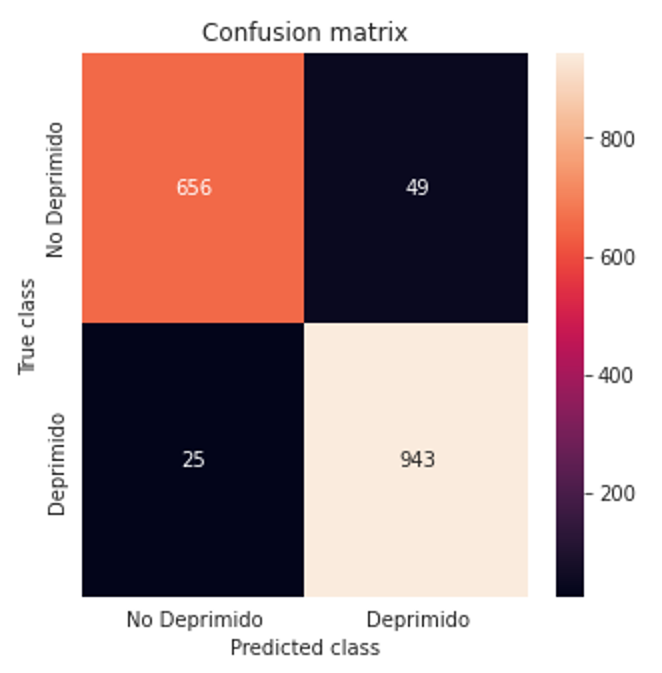 Confusion matrix
No Deprimido
656
49
800
600
True class
400
Deprimido
25
943
200
No Deprimido
Deprimido
Predicted class